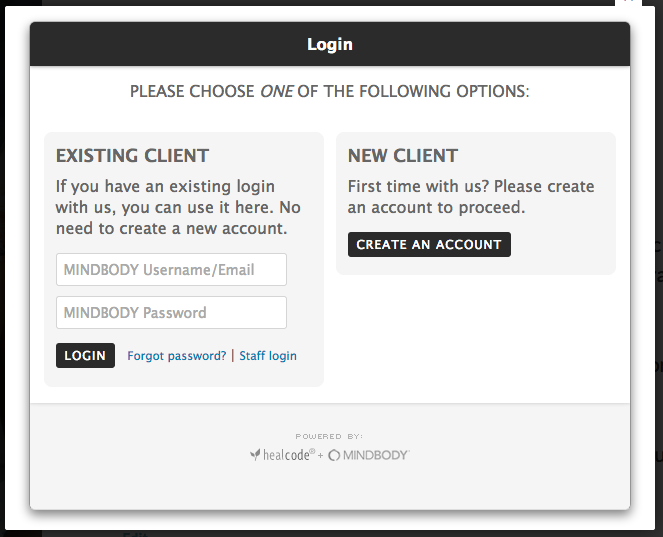 Login
PLEASE CHOOSE ONE OF THE FOLLOWING OPTIONS:
EXISTING CLIENT
If you have an existing login
with us, you can use it here. No
need to create a new account.
MINDBODY Username/Email
MINDBODY Password
LOGIN Forgot password? | Staff login
NEW CLIENT
First time with us? Please create
an account to proceed.
CREATE AN ACCOUNT
POWERED BY:
healcode® + MINDBODY